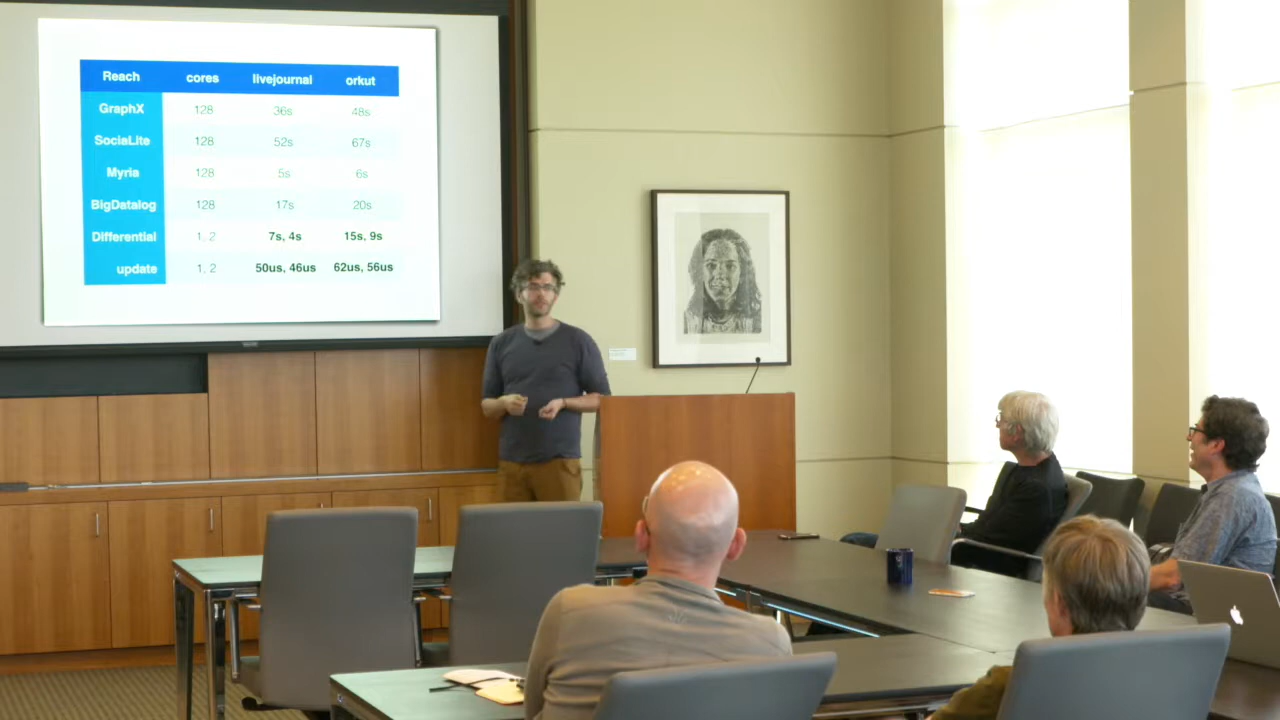 Reach cores livejournal orkut
GraphX 128 36s 48s
SociaLite 128 52s 67s
Myria 128 5s 6s
BigDatalog 128 17s 20s
Differential 1, 2 7s, 4s 15s, 9s
update 1, 2 50us, 46us 62us, 56us